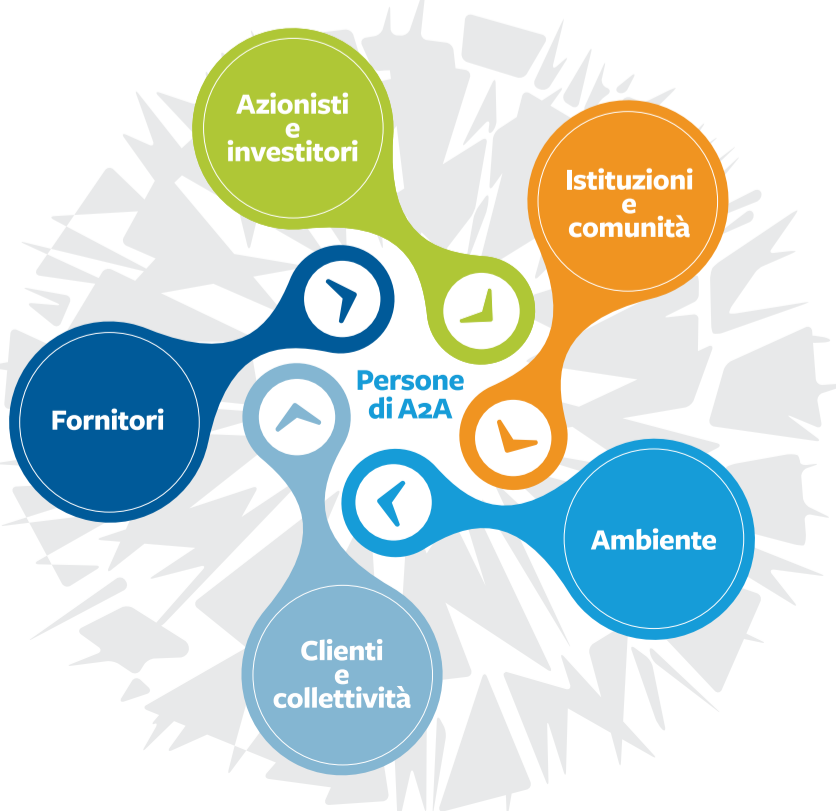 Azionisti
e
investitori
Istituzioni
e
comunità
Persone
di A2A
Fornitori
Ambiente
Clienti
e
collettività